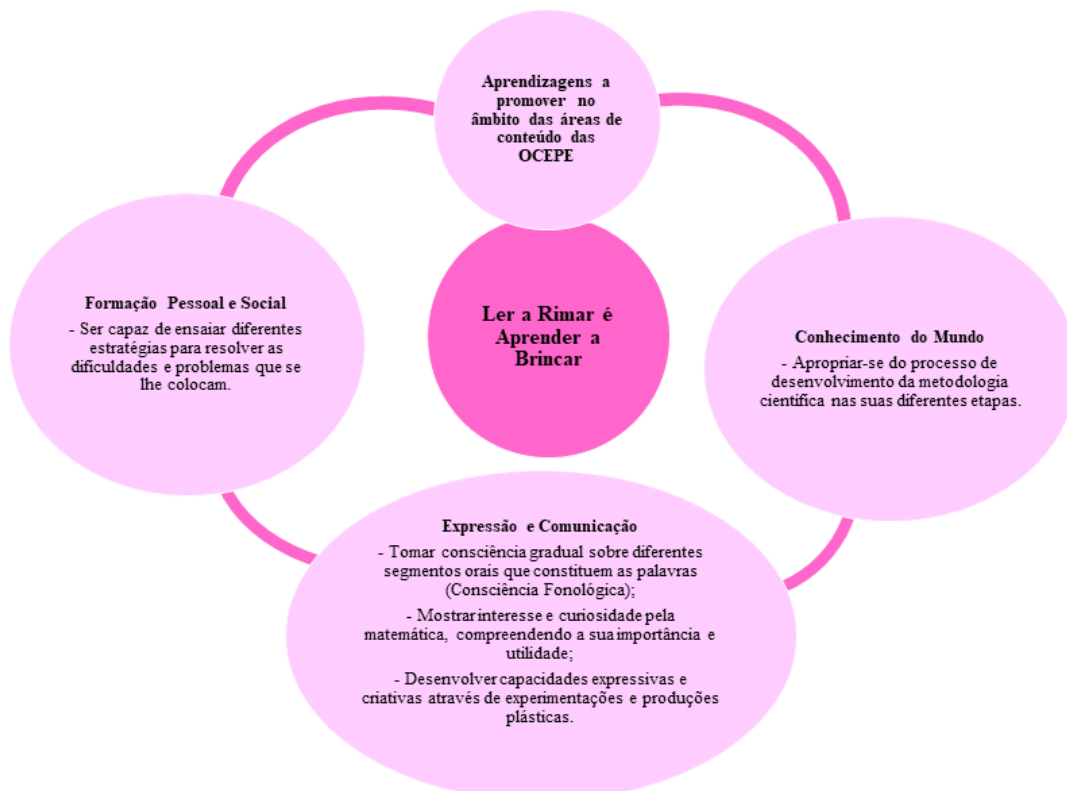 Aprendizagens a
promover no
âmbito das áreas de
conteúdo das
OCEPE
Ler a Rimar é
Aprender a
Brincar
Formação Pessoal e Social
- Ser capaz de ensaiar diferentes
estratégias para resolver as
dificuldades e problemas que se
lhe colocam.
Conhecimento do Mundo
- Apropriar-se do processo de
desenvolvimento da metodologia
científica nas suas diferentes etapas.
Expressão e Comunicação
- Tomar consciência gradual sobre diferentes
segmentos orais que constituem as palavras
(Consciência Fonológica);
- Mostrar interesse e curiosidade pela
matemática, compreendendo a sua importância e
utilidade;
- Desenvolver capacidades expressivas e
criativas através de experimentações e produções
plásticas.